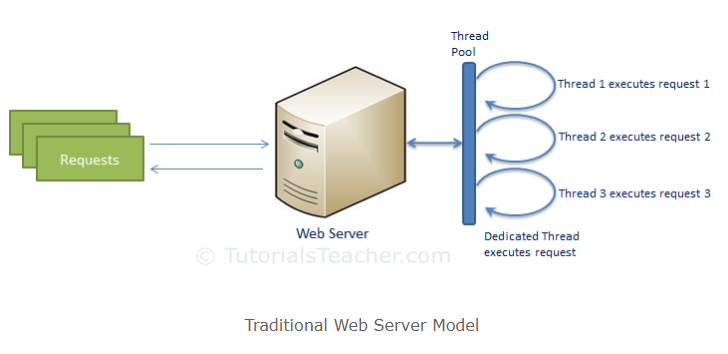 Thread
Pool
Thread 1 executes request 1
Thread 2 executes request 2
Requests
Thread 3 executes request 3
Web Server
Dedicated Thread
executes request
© TutorialsTeacher.com
Traditional Web Server Model